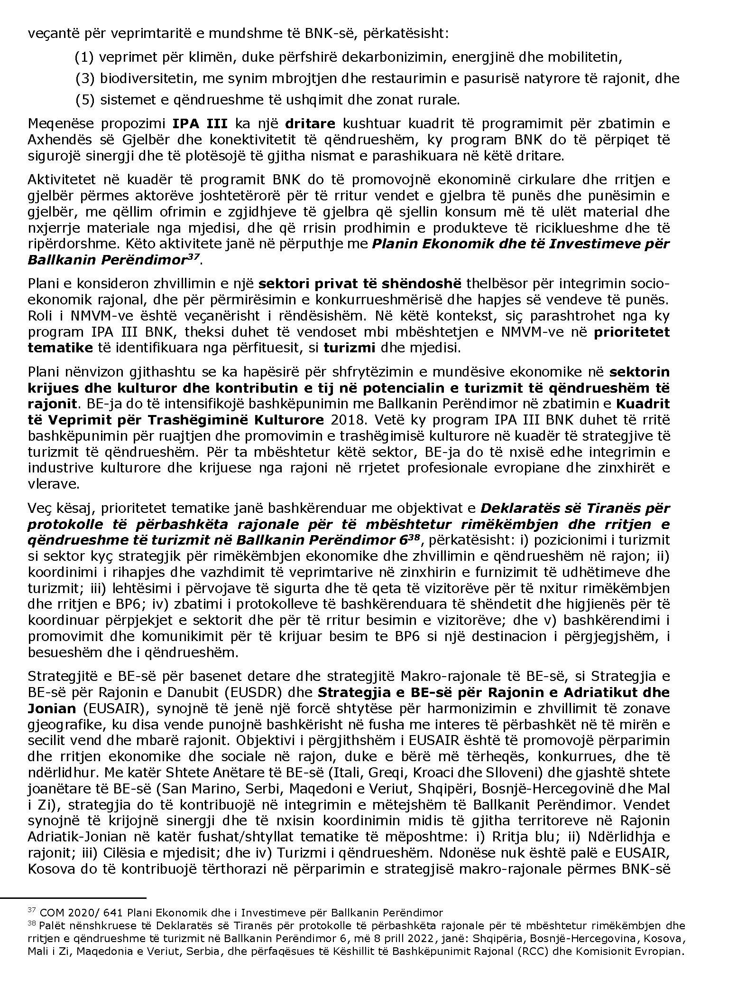 veçantë për veprimtaritë e mundshme të BNK-së, përkatësisht:
(1) veprimet për klimën, duke përfshirë dekarbonizimin, energjinë dhe mobilitetin,
(3) biodiversitetin, me synim mbrojtjen dhe restaurimin e pasurisë natyrore të rajonit, dhe
(5) sistemet e qëndrueshme të ushqimit dhe zonat rurale.
Meqenëse propozimi IPA III ka një dritare kushtuar kuadrit të programimit për zbatimin e
Axhendës së Gjelbër dhe konektivitetit të qëndrueshëm, ky program BNK do të përpiqet të
sigurojë sinergji dhe të plotësojë të gjitha nismat e parashikuara në këtë dritare.
Aktivitetet në kuadër të programit BNK do të promovojnë ekonominë cirkulare dhe rritjen e
gjelbër përmes aktorëve joshtetërorë për të rritur vendet e gjelbra të punës dhe punësimin e
gjelbër, me qëllim ofrimin e zgjidhjeve të gjelbra që sjellin konsum më të ulët material dhe
nxjerrje materiale nga mjedisi, dhe që rrisin prodhimin e produkteve të riciklueshme dhe të
ripërdorshme. Këto aktivitete janë në përputhje me Planin Ekonomik dhe të Investimeve për
Ballkanin Perëndimor37.
Plani e konsideron zhvillimin e një sektori privat të shëndoshë thelbësor për integrimin socio-
ekonomik rajonal, dhe për përmirësimin e konkurrueshmërisë dhe hapjes së vendeve të punës.
Roli i NMVM-ve është veçanërisht i rëndësishëm. Në këtë kontekst, siç parashtrohet nga ky
program IPA III BNK, theksi duhet të vendoset mbi mbështetjen e NMVM-ve në prioritetet
tematike të identifikuara nga përfituesit, si turizmi dhe mjedisi.
Plani nënvizon gjithashtu se ka hapësirë për shfrytëzimin e mundësive ekonomike në sektorin
krijues dhe kulturor dhe kontributin e tij në potencialin e turizmit të qëndrueshëm të
rajonit. BE-ja do të intensifikojë bashkëpunimin me Ballkanin Perëndimor në zbatimin e Kuadrit
të Veprimit për Trashëgiminë Kulturore 2018. Vetë ky program IPA III BNK duhet të rritë
bashkëpunimin për ruajtjen dhe promovimin e trashëgimisë kulturore në kuadër të strategjive të
turizmit të qëndrueshëm. Për ta mbështetur këtë sektor, BE-ja do të nxisë edhe integrimin e
industrive kulturore dhe krijuese nga rajoni në rrjetet profesionale evropiane dhe zinxhirët e
vlerave.
Veç kësaj, prioritetet tematike janë bashkërenduar me objektivat e Deklaratës së Tiranës për
protokolle të përbashkëta rajonale për të mbështetur rimëkëmbjen dhe rritjen e
qëndrueshme të turizmit në Ballkanin Perëndimor 638, përkatësisht: i) pozicionimi i turizmit
si sektor kyç strategjik për rimëkëmbjen ekonomike dhe zhvillimin e qëndrueshëm në rajon; ii)
koordinimi i rihapjes dhe vazhdimit të veprimtarive në zinxhirin e furnizimit të udhëtimeve dhe
turizmit; iii) lehtësimi i përvojave të sigurta dhe të qeta të vizitorëve për të nxitur rimëkëmbjen
dhe rritjen e BP6; iv) zbatimi i protokolleve të bashkërenduara të shëndetit dhe higjienës për të
koordinuar përpjekjet e sektorit dhe për të rritur besimin e vizitorëve; dhe v) bashkërendimi i
promovimit dhe komunikimit për të krijuar besim te BP6 si një destinacion i përgjegjshëm, i
besueshëm dhe i qëndrueshëm.
Strategjitë e BE-së për basenet detare dhe strategjitë Makro-rajonale të BE-së, si Strategjia e
BE-së për Rajonin e Danubit (EUSDR) dhe Strategjia e BE-së për Rajonin e Adriatikut dhe
Jonian (EUSAIR), synojnë të jenë një forcë shtytëse për harmonizimin e zhvillimit të zonave
gjeografike, ku disa vende punojnë bashkërisht në fusha me interes të përbashkët në të mirën e
secilit vend dhe mbarë rajonit. Objektivi i përgjithshëm i EUSAIR është të promovojë përparimin
dhe rritjen ekonomike dhe sociale në rajon, duke e bërë më tërheqës, konkurrues, dhe të
ndërlidhur. Me katër Shtete Anëtare të BE-së (Itali, Greqi, Kroaci dhe Slloveni) dhe gjashtë shtete
joanëtare të BE-së (San Marino, Serbi, Maqedoni e Veriut, Shqipëri, Bosnjë-Hercegovinë dhe Mal
i Zi), strategjia do të kontribuojë në integrimin e mëtejshëm të Ballkanit Perëndimor. Vendet
synojnë të krijojnë sinergji dhe të nxisin koordinimin midis të gjitha territoreve në Rajonin
Adriatik-Jonian në katër fushat/shtyllat tematike të mëposhtme: i) Rritja blu; ii) Ndërlidhja e
rajonit; iii) Cilësia e mjedisit; dhe iv) Turizmi i qëndrueshëm. Ndonëse nuk është palë e EUSAIR,
Kosova do të kontribuojë tërthorazi në përparimin e strategjisë makro-rajonale përmes BNK-së
37 COM 2020/ 641 Plani Ekonomik dhe i Investimeve për Ballkanin Perëndimor
38 Palët nënshkruese të Deklaratës së Tiranës për protokolle të përbashkëta rajonale për të mbështetur rimëkëmbjen dhe
rritjen e qëndrueshme të turizmit në Ballkanin Perëndimor 6, më 8 prill 2022, janë: Shqipëria, Bosnjë-Hercegovina, Kosova,
Mali i Zi, Maqedonia e Veriut, Serbia, dhe përfaqësues të Këshillit të Bashkëpunimit Rajonal (RCC) dhe Komisionit Evropian.